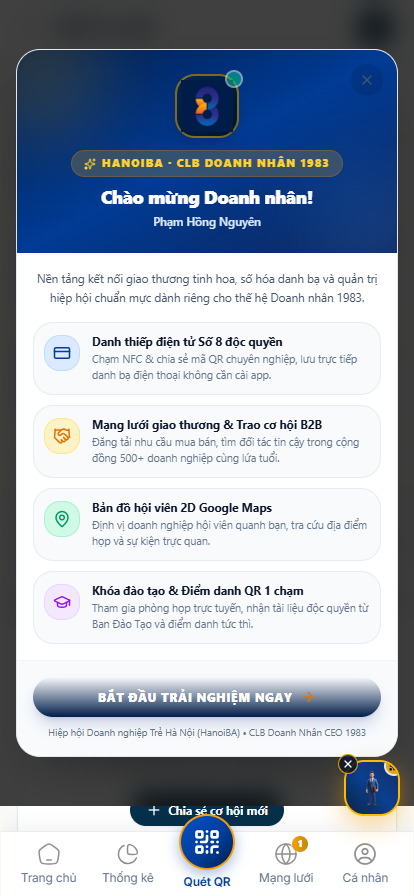 HANOIBA - CLB DOANH NHÂN 1983
Chào mừng Doanh nhân!
Phạm Hồng Nguyên
Nền tảng kết nối giao thương tinh hoa, số hóa danh bạ và quản trị
hiệp hội chuẩn mực dành riêng cho thế hệ Doanh nhân 1983.
Danh thiếp điện tử Số 8 độc quyền
Chạm NFC & chia sẻ mã QR chuyên nghiệp, lưu trực tiếp
danh bạ điện thoại không cần cài app.
Mạng lưới giao thương & Trao cơ hội B2B
Đăng tải nhu cầu mua bán, tìm đối tác tin cậy trong cộng
đồng 500+ doanh nghiệp cùng lứa tuổi.
Bản đồ hội viên 2D Google Maps
Định vị doanh nghiệp hội viên quanh bạn, tra cứu địa điểm
họp và sự kiện trực quan.
Khóa đào tạo & Điểm danh QR 1 chạm
Tham gia phòng họp trực tuyến, nhận tài liệu độc quyền từ
Ban Đào Tạo và điểm danh tức thì.
BẮT ĐẦU TRẢI NGHIỆM NGAY →
Hiệp hội Doanh nghiệp Trẻ Hà Nội (HanoiBA) • CLB Doanh Nhân CEO 1983
+ Chia sẻ cơ hội mới
1
Trang chủ
Thống kê
Quét QR
Mạng lưới
Cá nhân